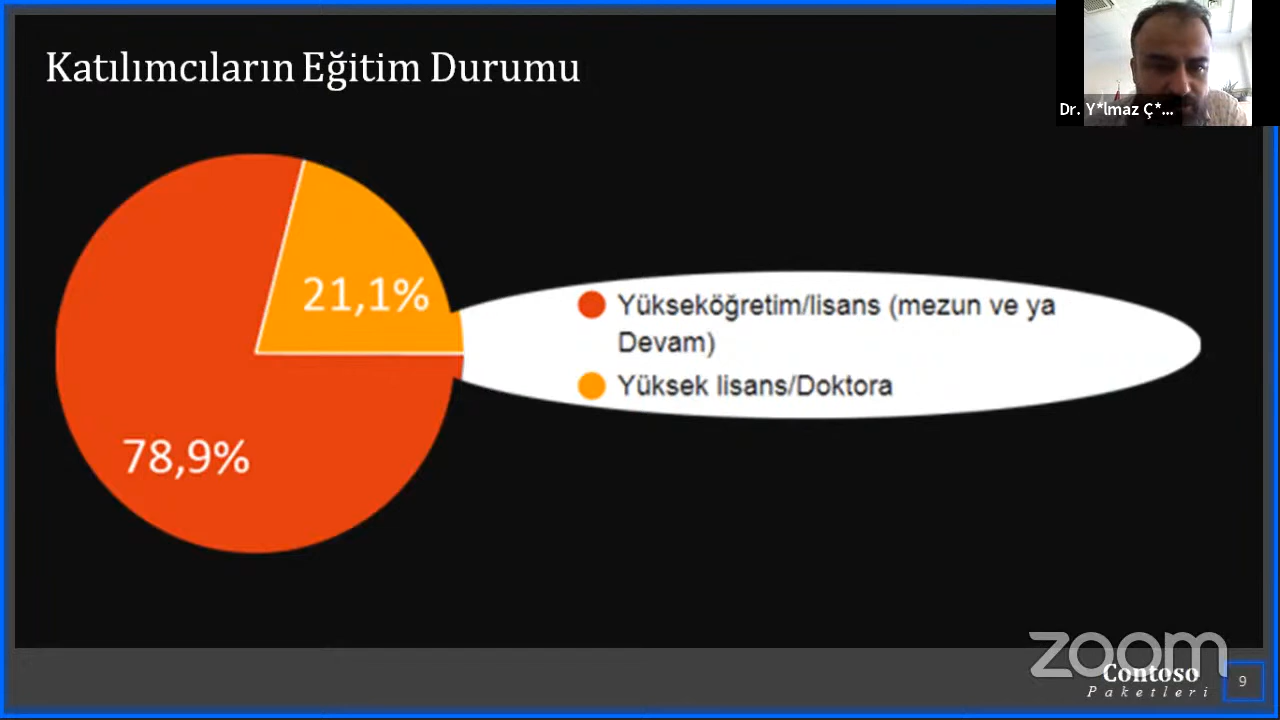 Katılımcıların Eğitim Durumu
Dr. Y*lmaz Ç*...
21,1%
78,9%
Yükseköğretim/lisans (mezun ve ya
Devam)
Yüksek lisans/Doktora
zoom
Contoso
Paketleri
9